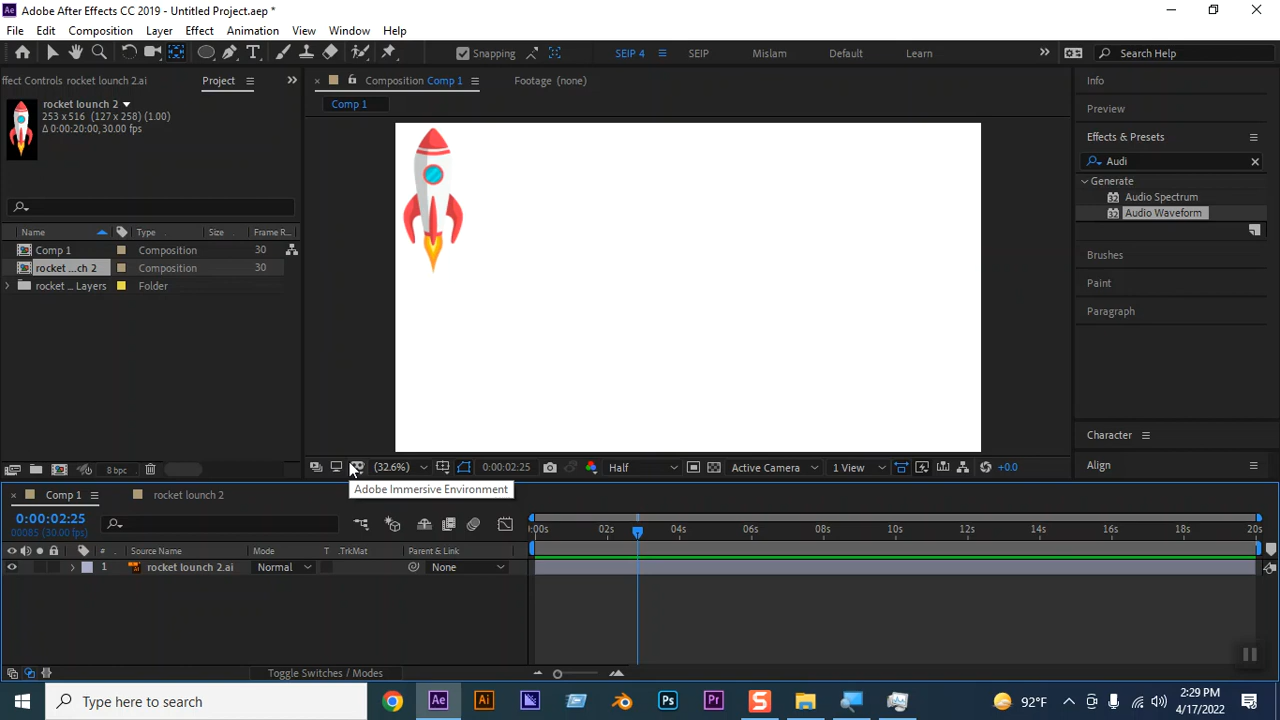 Ae Adobe After Effects CC 2019 - Untitled Project.aep *
File Edit Composition Layer Effect Animation View Window Help
Snapping SEIP 4 SEIP Mislam Default Learn Search Help
ffect Controls rocket lounch 2.ai Project
Composition Comp 1 Footage (none)
Info
rocket lounch 2
253 x 516 (127 x 258) (1.00)
Δ 0:00:20:00, 30.00 fps
Comp 1
Preview
Effects & Presets
Audi
Generate
Audio Spectrum
Audio Waveform
Name Type Size Frame R...
Comp 1 Composition 30
rocket ...ch 2 Composition 30
rocket ... Layers Folder
Brushes
Paint
Paragraph
Character
Align
8 bpc
(32.6%) 0:00:02:25 Half Active Camera 1 View +0.0
Adobe Immersive Environment
Comp 1 rocket lounch 2
0:00:02:25
00085 (30.00 fps)
:00s 02s 04s 06s 08s 10s 12s 14s 16s 18s 20s
# Source Name Mode T .TrkMat Parent & Link
1 rocket lounch 2.ai Normal None
Toggle Switches / Modes
Type here to search
Ae Ai Ps Pr S
92°F
2:29 PM
4/17/2022